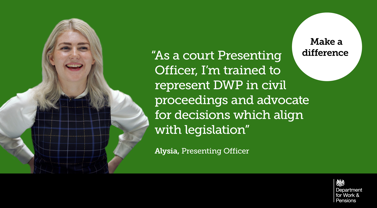 Make a
difference
“As a court Presenting
Officer, I’m trained to
represent DWP in civil
proceedings and advocate
for decisions which align
with legislation”
Alysia, Presenting Officer
Department
for Work &
Pensions